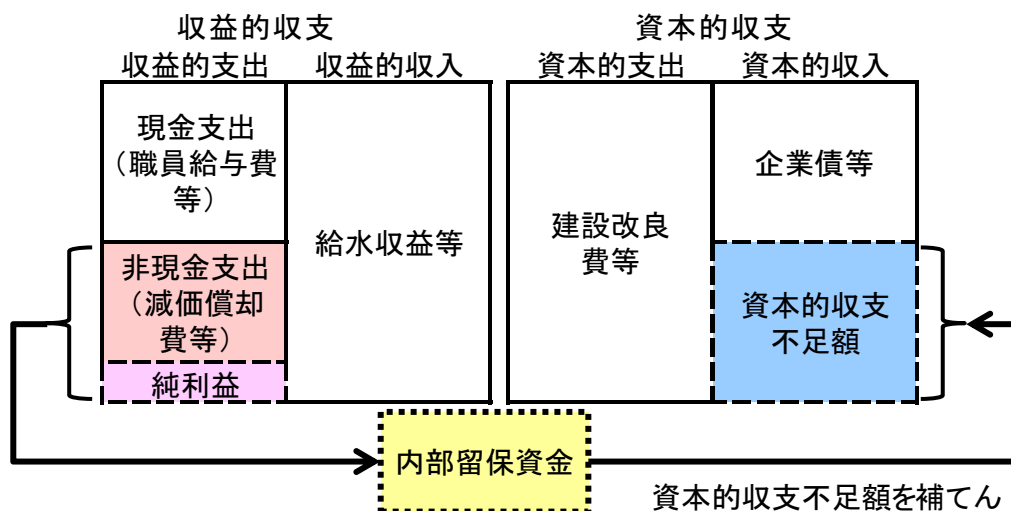 収益的収支
資本的収支
収益的支出
収益的収入
資本的支出
資本的収入
現金支出
(職員給与費
等)
非現金支出
(減価償却
費等)
純利益
給水収益等
建設改良
費等
企業債等
資本的収支
不足額
内部留保資金
資本的収支不足額を補てん